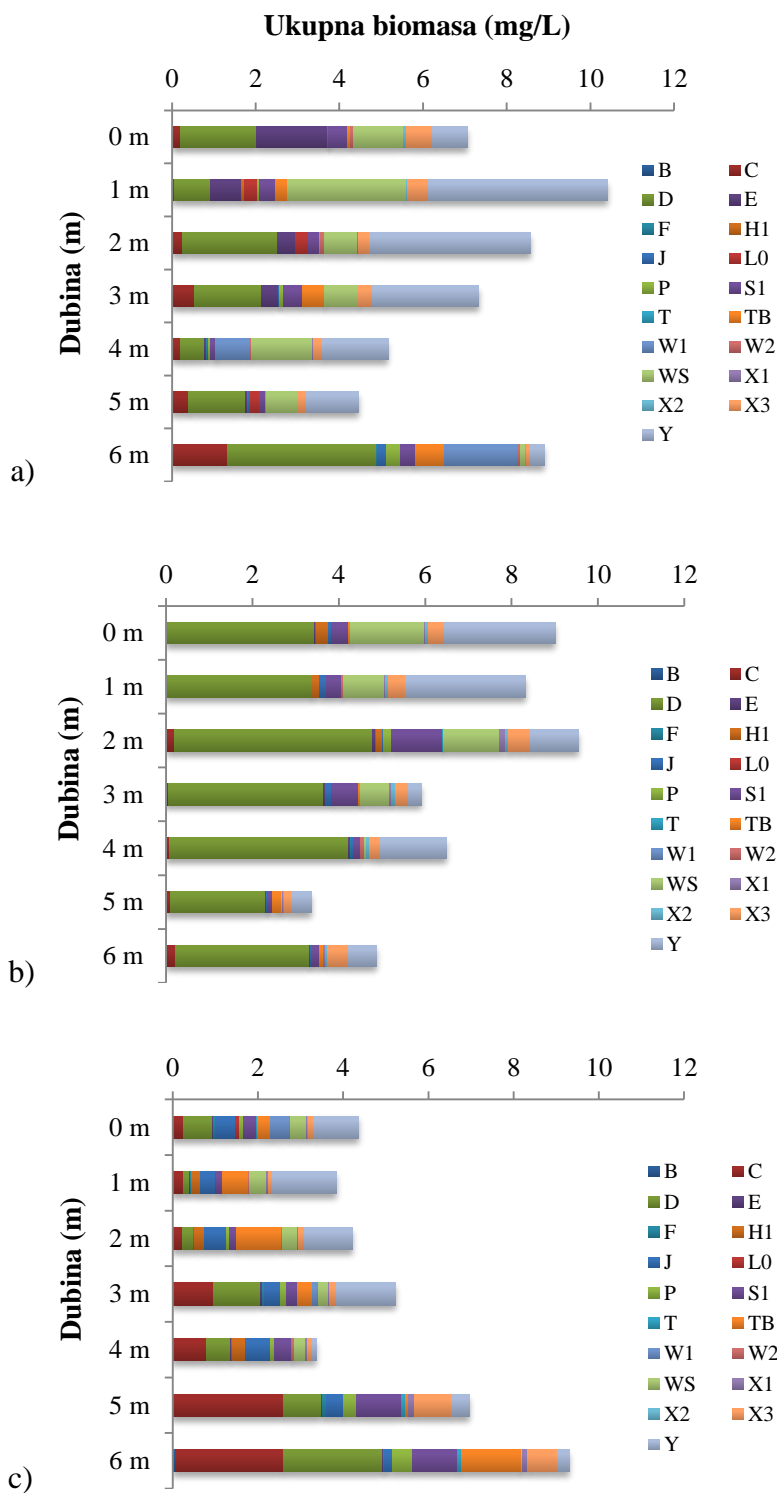 Ukupna biomasa (mg/L)
0 2 4 6 8 10 12
Dubina (m)
0 m
1 m
2 m
3 m
4 m
5 m
6 m
B C
D E
F H1
J L0
P S1
T TB
W1 W2
WS X1
X2 X3
Y
a)
0 2 4 6 8 10 12
Dubina (m)
0 m
1 m
2 m
3 m
4 m
5 m
6 m
B C
D E
F H1
J L0
P S1
T TB
W1 W2
WS X1
X2 X3
Y
b)
0 2 4 6 8 10 12
Dubina (m)
0 m
1 m
2 m
3 m
4 m
5 m
6 m
B C
D E
F H1
J L0
P S1
T TB
W1 W2
WS X1
X2 X3
Y
c)